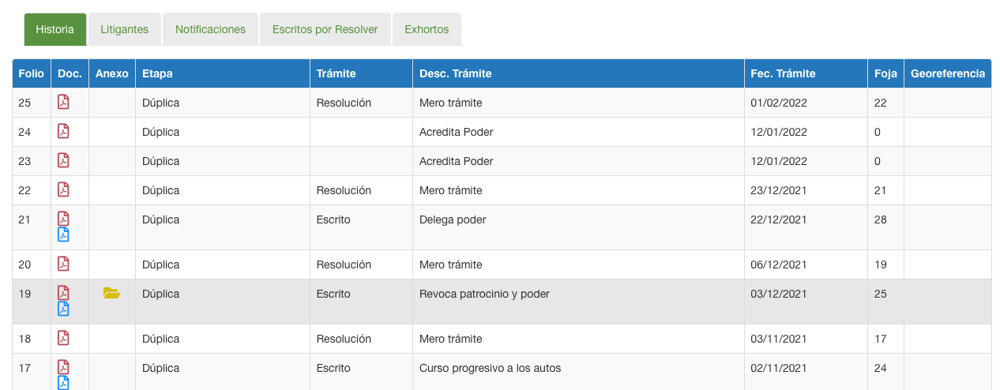 Historia Litigantes Notificaciones Escritos por Resolver Exhortos
Folio Doc. Anexo Etapa Trámite Desc. Trámite Fec. Trámite Foja Georeferencia
25 Dúplica Resolución Mero trámite 01/02/2022 22
24 Dúplica Acredita Poder 12/01/2022 0
23 Dúplica Acredita Poder 12/01/2022 0
22 Dúplica Resolución Mero trámite 23/12/2021 21
21 Dúplica Escrito Delega poder 22/12/2021 28
20 Dúplica Resolución Mero trámite 06/12/2021 19
19 Dúplica Escrito Revoca patrocinio y poder 03/12/2021 25
18 Dúplica Resolución Mero trámite 03/11/2021 17
17 Dúplica Escrito Curso progresivo a los autos 02/11/2021 24